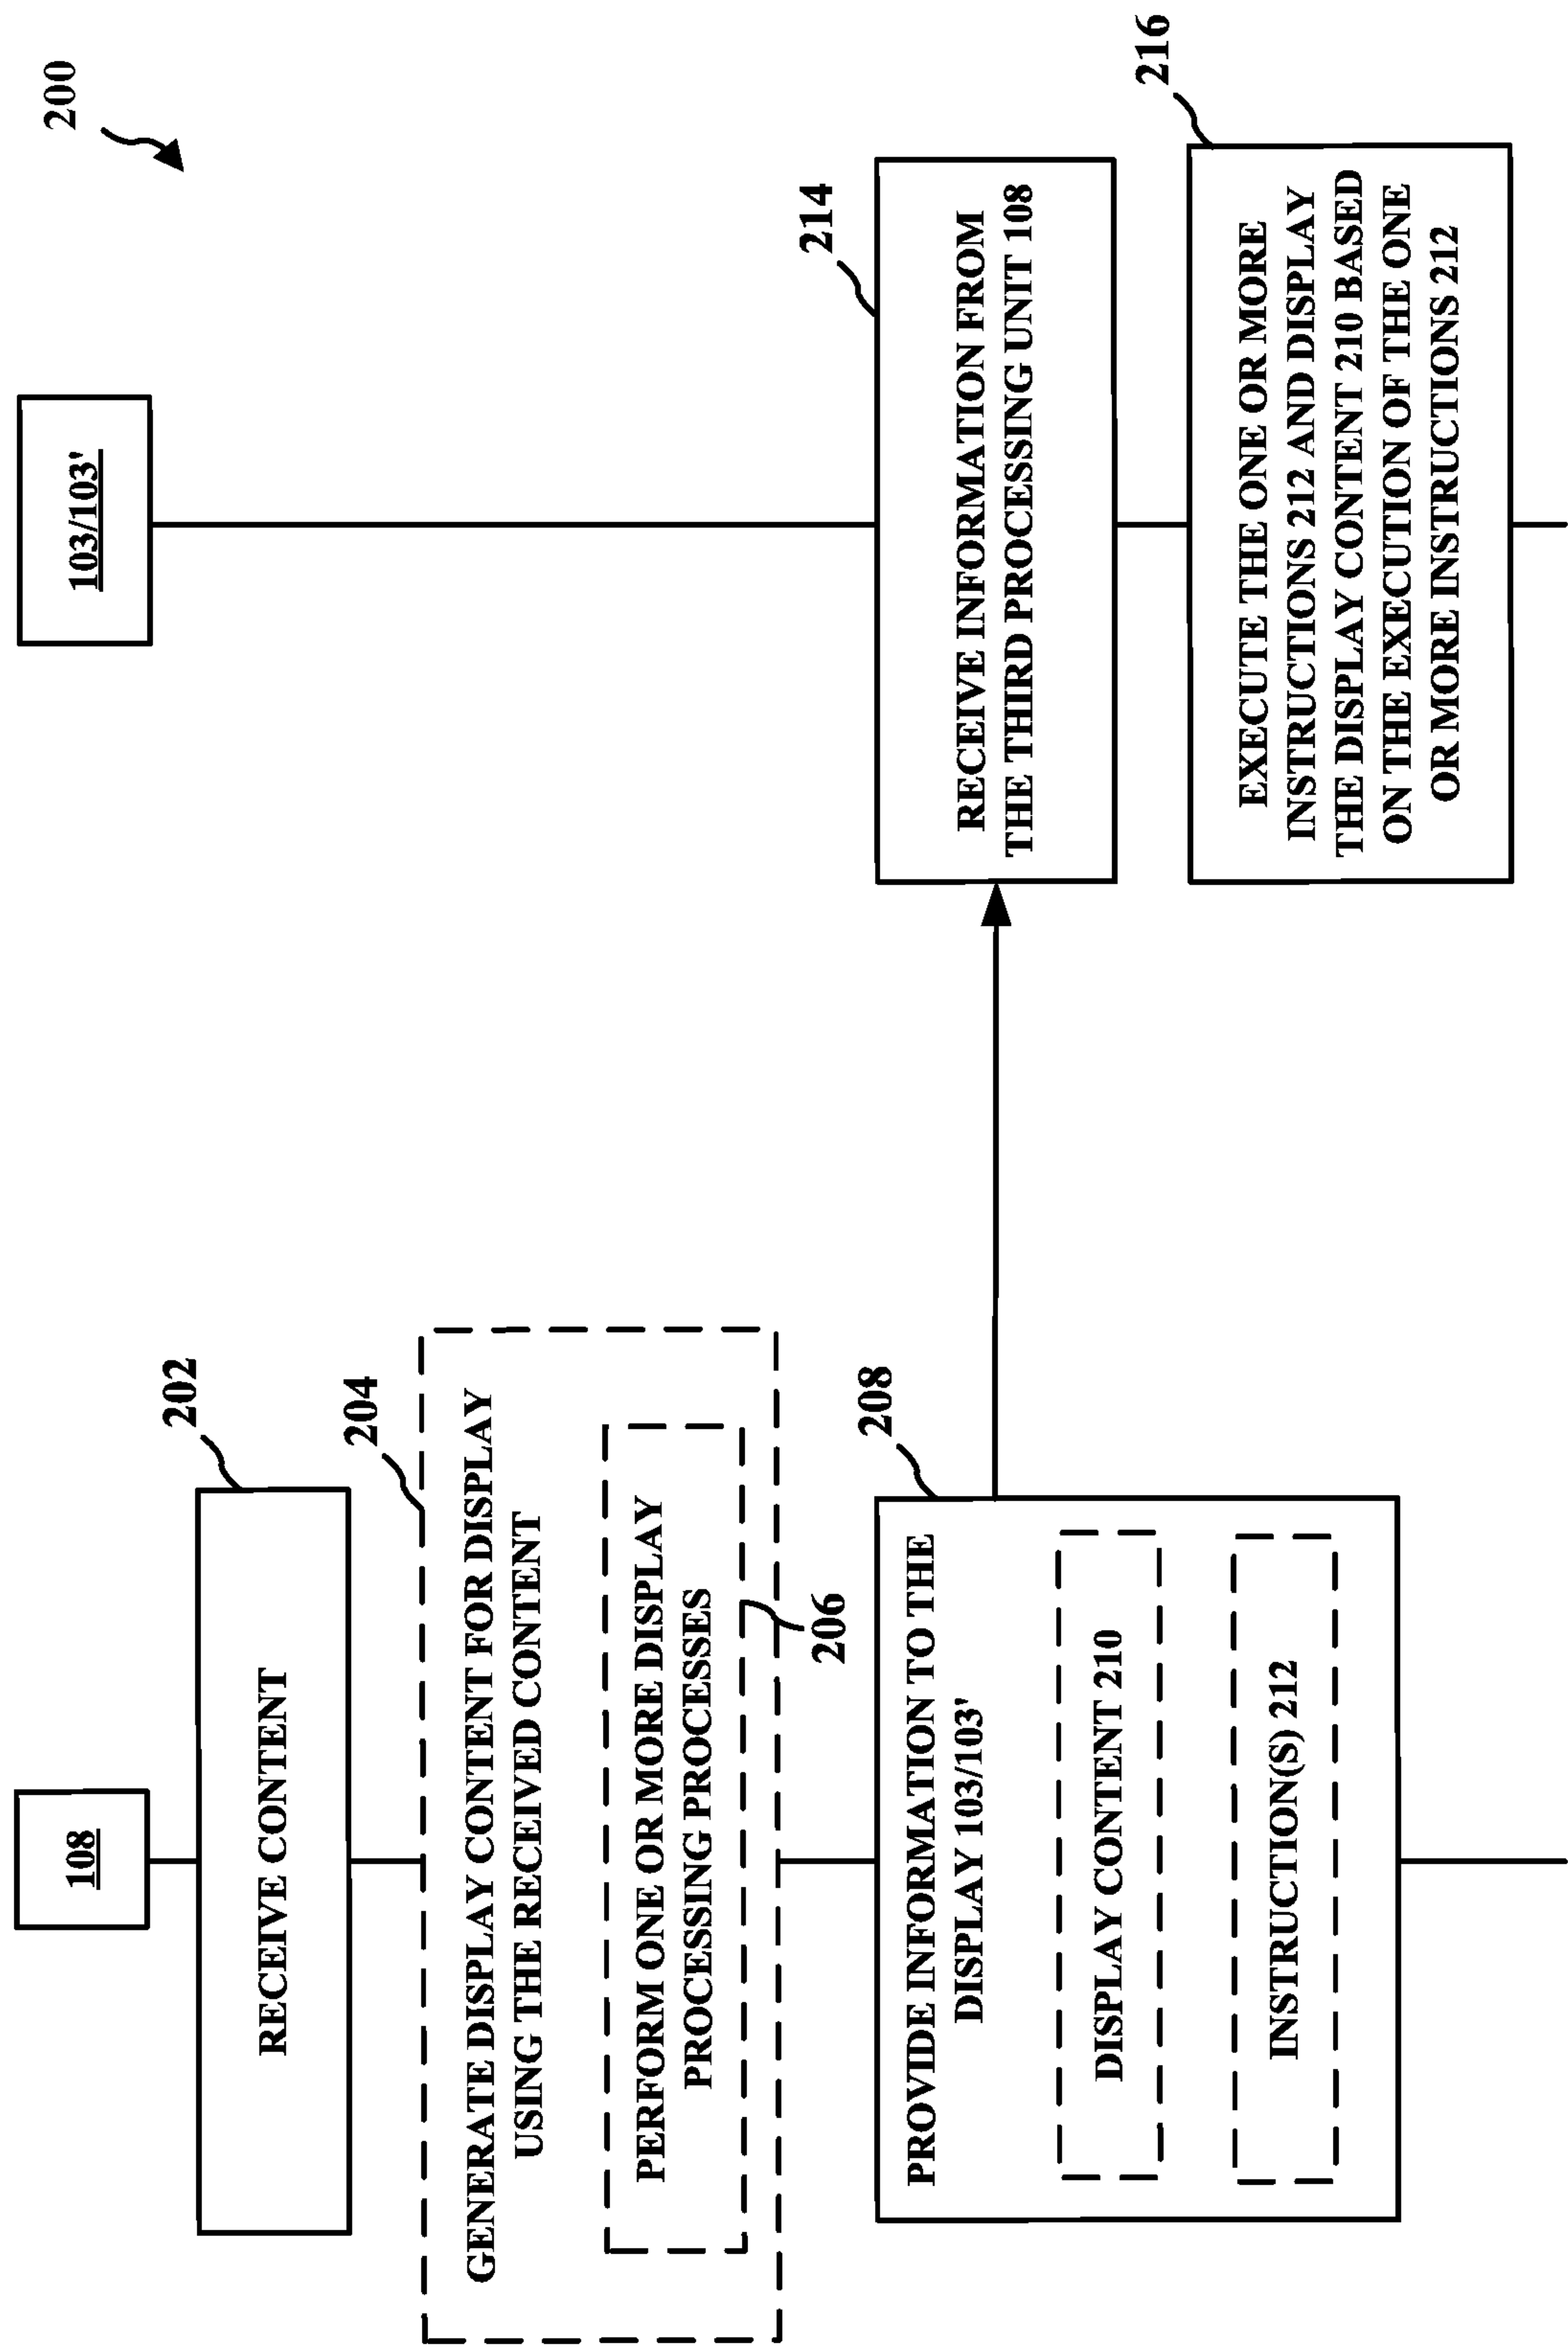 200
108
103/103'
202
RECEIVE CONTENT
204
GENERATE DISPLAY CONTENT FOR DISPLAY
USING THE RECEIVED CONTENT
PERFORM ONE OR MORE DISPLAY
PROCESSING PROCESSES
206
208
PROVIDE INFORMATION TO THE
DISPLAY 103/103'
DISPLAY CONTENT 210
INSTRUCTION(S) 212
214
RECEIVE INFORMATION FROM
THE THIRD PROCESSING UNIT 108
216
EXECUTE THE ONE OR MORE
INSTRUCTIONS 212 AND DISPLAY
THE DISPLAY CONTENT 210 BASED
ON THE EXECUTION OF THE ONE
OR MORE INSTRUCTIONS 212